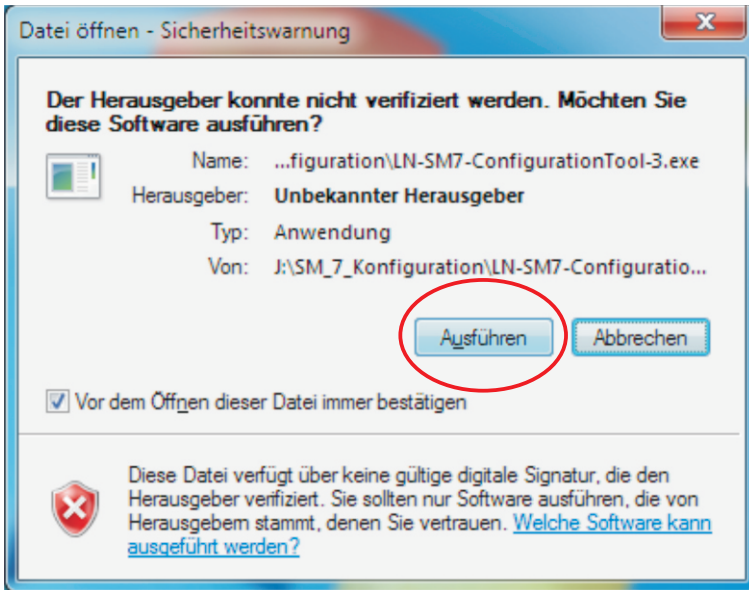 Datei öffnen - Sicherheitswarnung
Der Herausgeber konnte nicht verifiziert werden. Möchten Sie
diese Software ausführen?
Name: ...figuration\LN-SM7-ConfigurationTool-3.exe
Herausgeber: Unbekannter Herausgeber
Typ: Anwendung
Von: J:\SM_7_Konfiguration\LN-SM7-Configuratio...
Ausführen Abbrechen
Vor dem Öffnen dieser Datei immer bestätigen
Diese Datei verfügt über keine gültige digitale Signatur, die den
Herausgeber verifiziert. Sie sollten nur Software ausführen, die von
Herausgebern stammt, denen Sie vertrauen. Welche Software kann
ausgeführt werden?